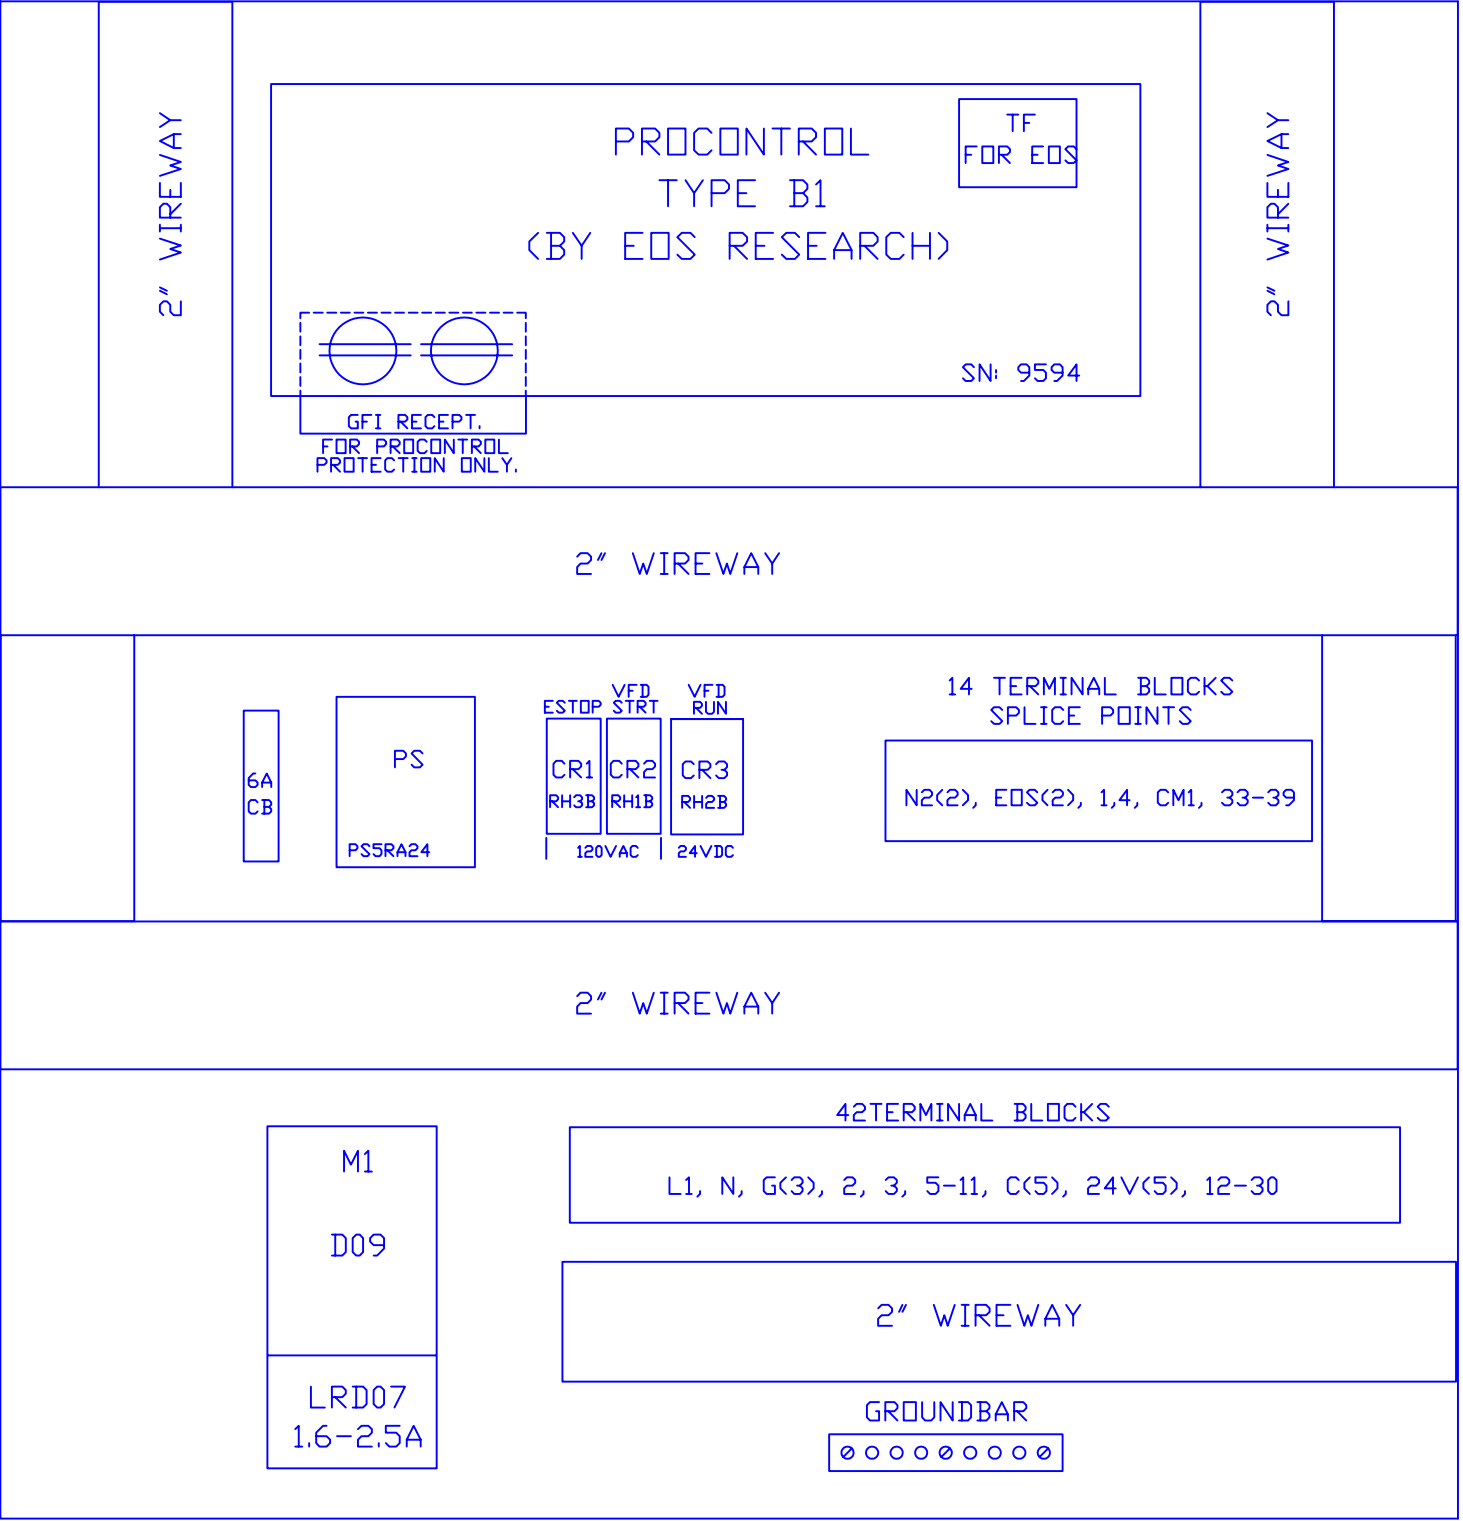 2" WIREWAY
PROCONTROL
TYPE B1
(BY EOS RESEARCH)
TF
FOR EOS
2" WIREWAY
SN: 9594
GFI RECEPT.
FOR PROCONTROL
PROTECTION ONLY.
2" WIREWAY
6A
CB
PS
PS5RA24
ESTOP
CR1
RH3B
VFD
STRT
CR2
RH1B
VFD
RUN
CR3
RH2B
120VAC
24VDC
14 TERMINAL BLOCKS
SPLICE POINTS
N2(2), EOS(2), 1,4, CM1, 33-39
2" WIREWAY
M1
D09
LRD07
1.6-2.5A
42TERMINAL BLOCKS
L1, N, G(3), 2, 3, 5-11, C(5), 24V(5), 12-30
2" WIREWAY
GROUNDBAR